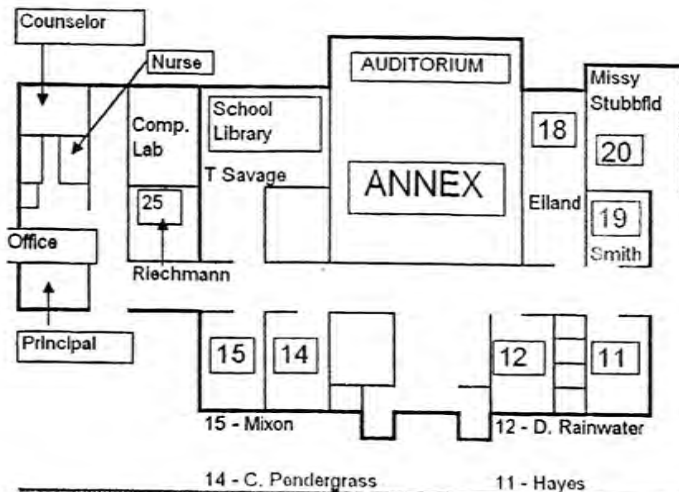 Counselor
Nurse
AUDITORIUM
Missy
Stubbfld
Comp.
Lab
School
Library
18
20
T Savage
ANNEX
25
Eiland
19
Office
Smith
Riechmann
Principal
15
14
12
11
15 - Mixon
12 - D. Rainwater
14 - C. Pendergrass
11 - Hayes